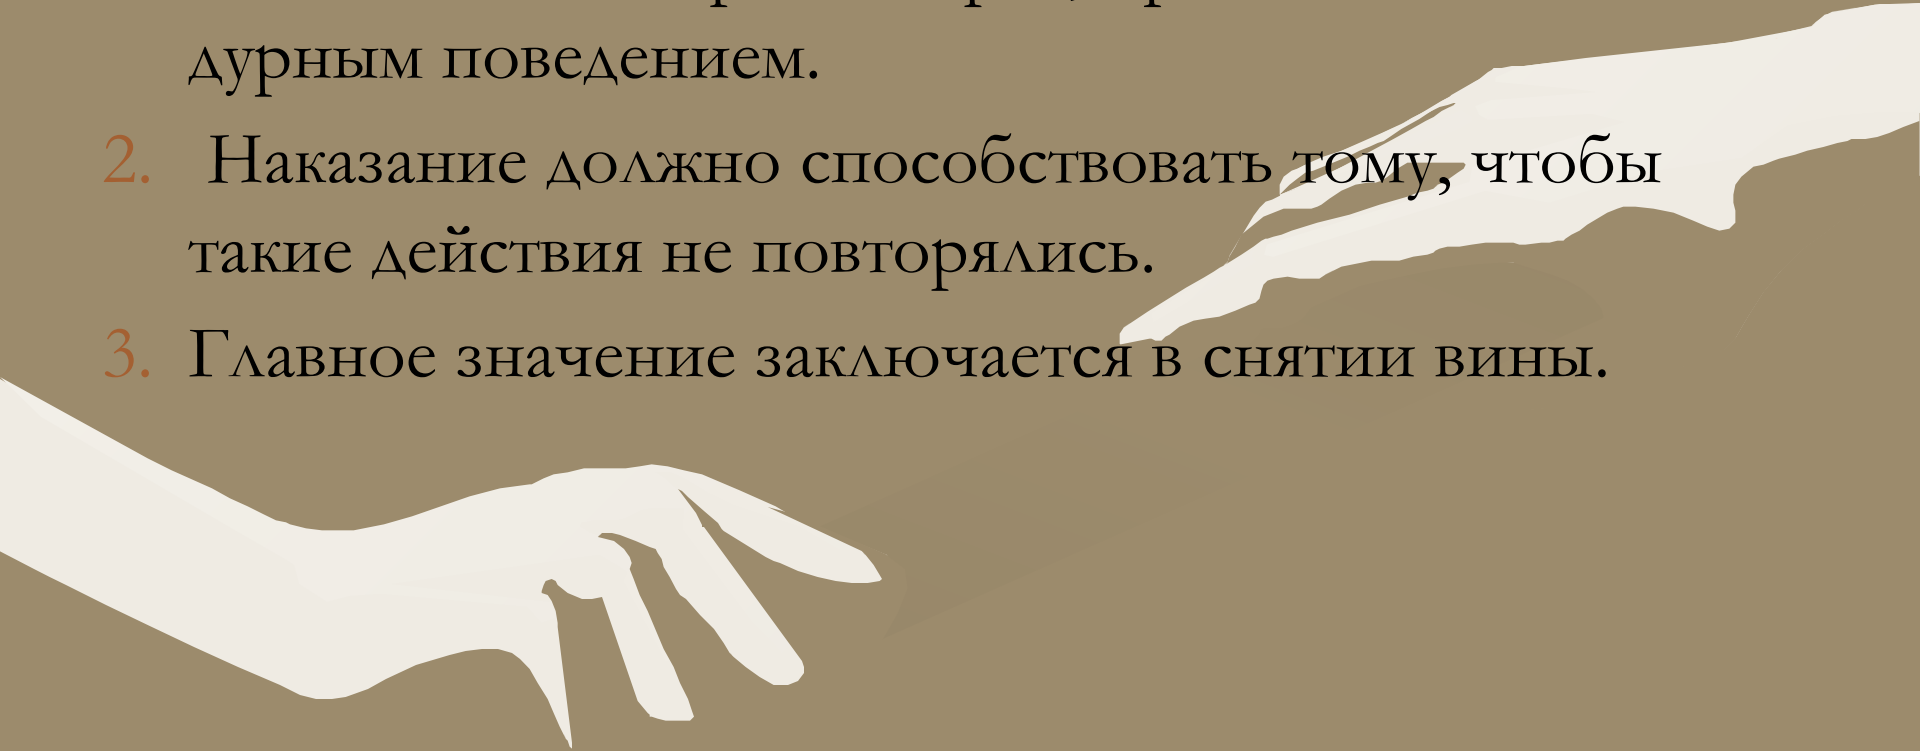 дурным поведением.
2. Наказание должно способствовать тому, чтобы
такие действия не повторялись.
3. Главное значение заключается в снятии вины.